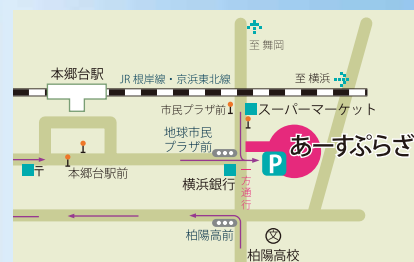 至 舞岡
本郷台駅
JR 根岸線・京浜東北線
至 横浜
市民プラザ前
スーパーマーケット
地球市民
プラザ前
あーすぷらざ
P
〒
本郷台駅前
横浜銀行
一方通行
柏陽高前
文
柏陽高校